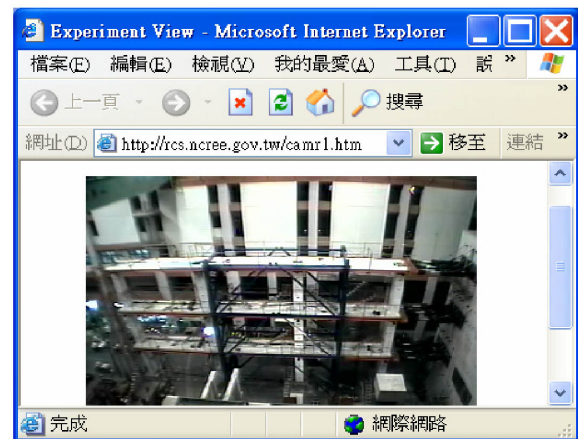 Experiment View - Microsoft Internet Explorer
檔案(F) 編輯(E) 檢視(V) 我的最愛(A) 工具(T) 說 »
上一頁 搜尋 »
網址(D) http://rcs.ncree.gov.tw/camr1.htm 移至 連結 »
完成 網際網路